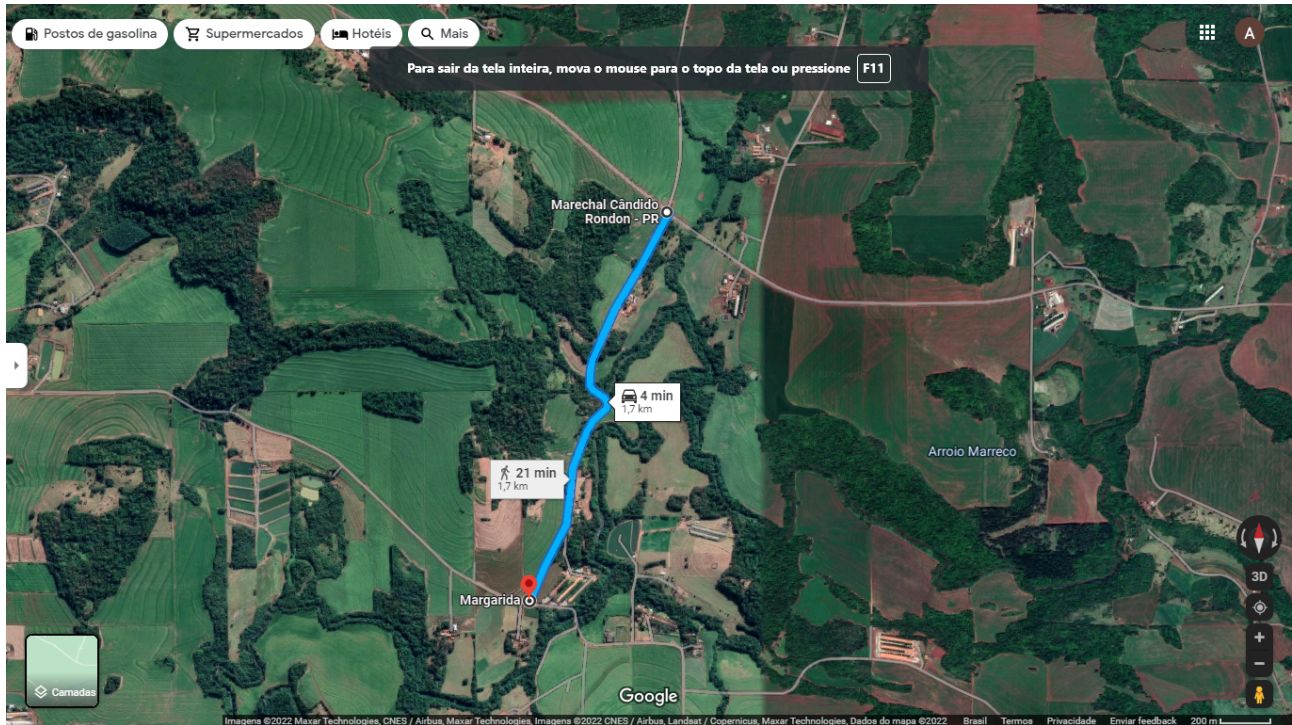 Postos de gasolina
Supermercados
Hotéis
Mais
A
Para sair da tela inteira, mova o mouse para o topo da tela ou pressione F11
Marechal Cândido
Rondon - PR
4 min
1,7 km
Arroio Marreco
21 min
1,7 km
3D
Margarida
Camadas
Google
Imagens ©2022 Maxar Technologies, CNES / Airbus, Maxar Technologies, Imagens ©2022 CNES / Airbus, Landsat / Copernicus, Maxar Technologies, Dados do mapa ©2022 Brasil Termos Privacidade Enviar feedback 200 m